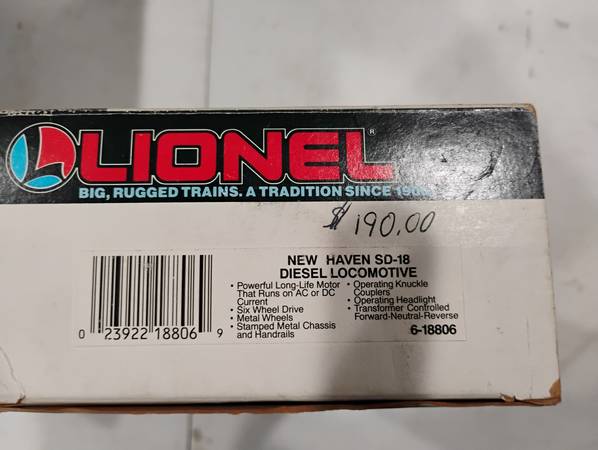 LIONEL®
BIG, RUGGED TRAINS. A TRADITION SINCE 1900
$190.00
NEW HAVEN SD-18
DIESEL LOCOMOTIVE
• Powerful Long-Life Motor
That Runs on AC or DC
Current
• Six Wheel Drive
• Metal Wheels
• Stamped Metal Chassis
and Handrails
• Operating Knuckle
Couplers
• Operating Headlight
• Transformer Controlled
Forward-Neutral-Reverse
6-18806
0 23922 18806 9